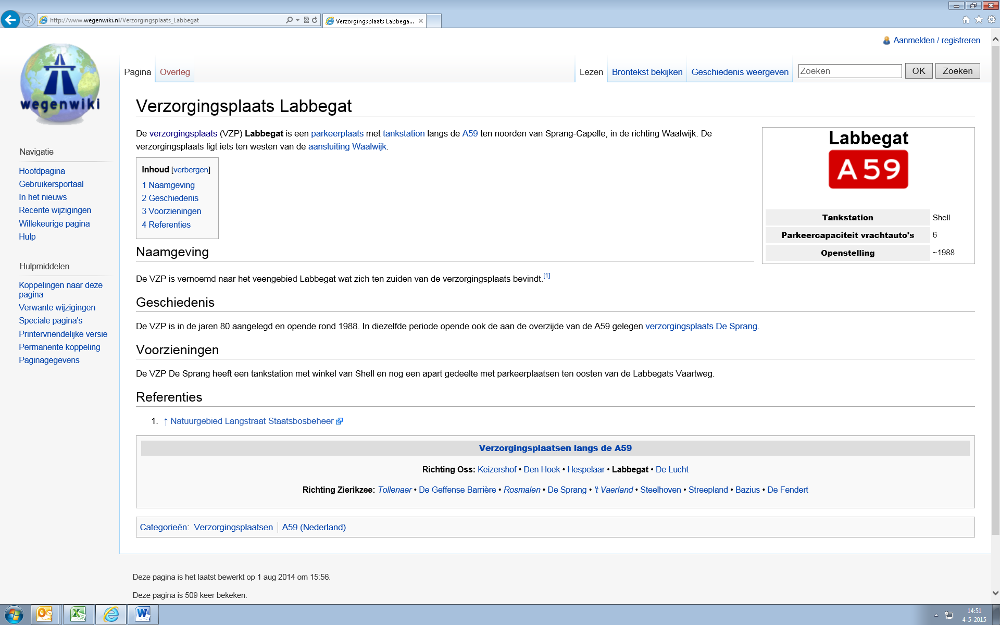 http://www.wegenwiki.nl/Verzorgingsplaats_Labbegat
Verzorgingsplaats Labbega...
Aanmelden / registreren
wegenwiki
Pagina
Overleg
Lezen
Brontekst bekijken
Geschiedenis weergeven
Zoeken
OK
Zoeken
Navigatie
Hoofdpagina
Gebruikersportaal
In het nieuws
Recente wijzigingen
Willekeurige pagina
Hulp
Hulpmiddelen
Koppelingen naar deze
pagina
Verwante wijzigingen
Speciale pagina's
Printervriendelijke versie
Permanente koppeling
Paginagegevens
Verzorgingsplaats Labbegat
De verzorgingsplaats (VZP) Labbegat is een parkeerplaats met tankstation langs de A59 ten noorden van Sprang-Capelle, in de richting Waalwijk. De
verzorgingsplaats ligt iets ten westen van de aansluiting Waalwijk.
Labbegat
A59
Tankstation Shell
Parkeercapaciteit vrachtauto's 6
Openstelling ~1988
Inhoud [verbergen]
1 Naamgeving
2 Geschiedenis
3 Voorzieningen
4 Referenties
Naamgeving
De VZP is vernoemd naar het veengebied Labbegat wat zich ten zuiden van de verzorgingsplaats bevindt.[1]
Geschiedenis
De VZP is in de jaren 80 aangelegd en opende rond 1988. In diezelfde periode opende ook de aan de overzijde van de A59 gelegen verzorgingsplaats De Sprang.
Voorzieningen
De VZP De Sprang heeft een tankstation met winkel van Shell en nog een apart gedeelte met parkeerplaatsen ten oosten van de Labbegats Vaartweg.
Referenties
1. ↑ Natuurgebied Langstraat Staatsbosbeheer
Verzorgingsplaatsen langs de A59
Richting Oss: Keizershof • Den Hoek • Hespelaar • Labbegat • De Lucht
Richting Zierikzee: Tollenaer • De Geffense Barrière • Rosmalen • De Sprang • 't Vaerland • Steelhoven • Streepland • Bazius • De Fendert
Categorieën: Verzorgingsplaatsen | A59 (Nederland)
Deze pagina is het laatst bewerkt op 1 aug 2014 om 15:56.
Deze pagina is 509 keer bekeken.
14:51
4-5-2015